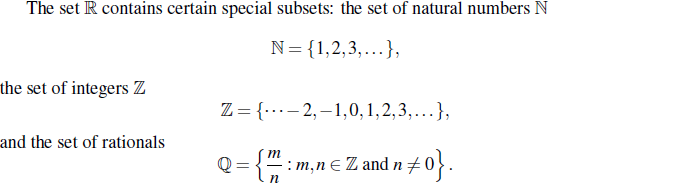 The set ℝ contains certain special subsets: the set of natural numbers ℕ
ℕ = {1,2,3,...},
the set of integers ℤ
ℤ = {··· − 2, −1,0,1,2,3,...},
and the set of rationals
ℚ = { m/n : m,n ∈ ℤ and n ≠ 0 } .